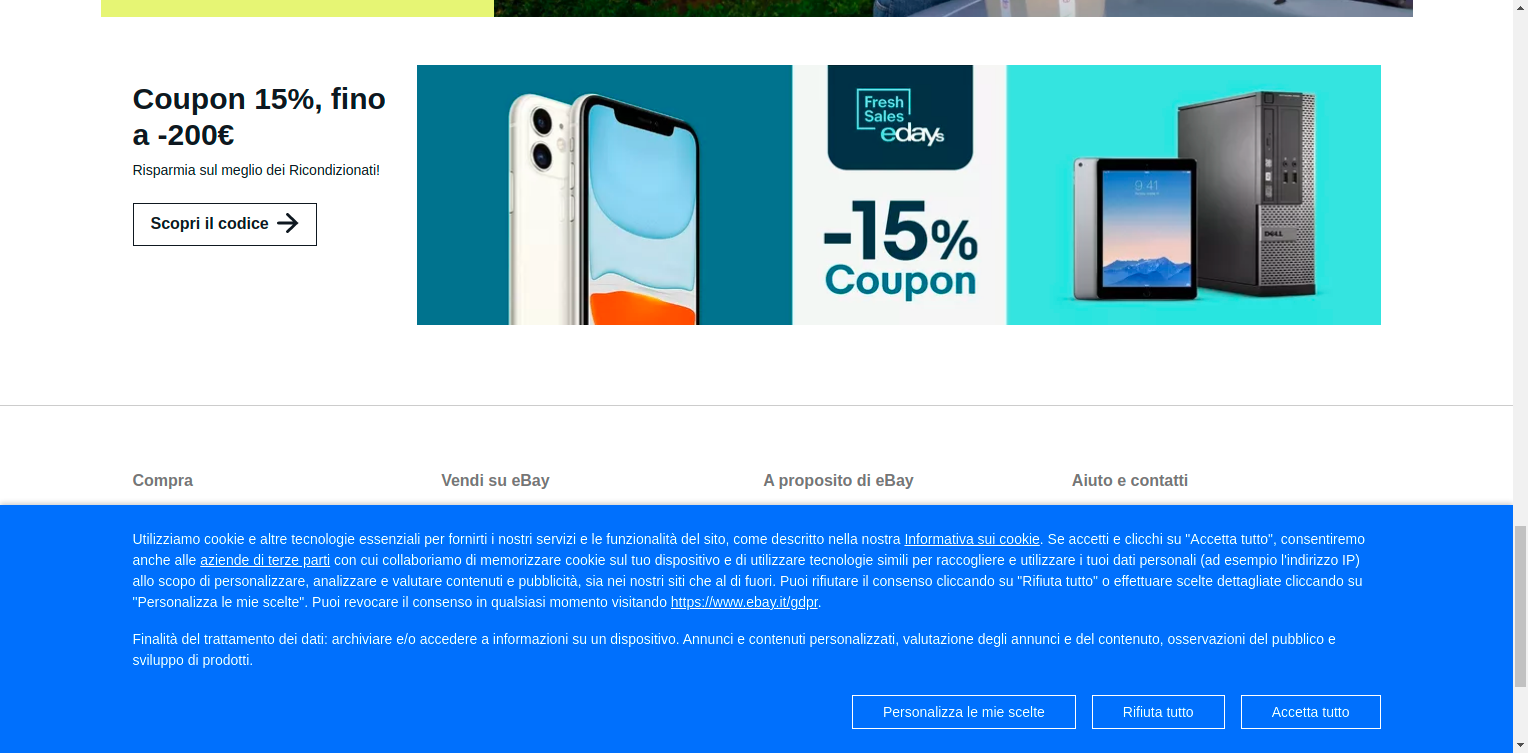 Coupon 15%, fino
a -200€
Risparmia sul meglio dei Ricondizionati!
Scopri il codice
Fresh
Sales
edays
-15%
Coupon
9:41
DELL
Compra
Vendi su eBay
A proposito di eBay
Aiuto e contatti
Utilizziamo cookie e altre tecnologie essenziali per fornirti i nostri servizi e le funzionalità del sito, come descritto nella nostra Informativa sui cookie. Se accetti e clicchi su "Accetta tutto", consentiremo
anche alle aziende di terze parti con cui collaboriamo di memorizzare cookie sul tuo dispositivo e di utilizzare tecnologie simili per raccogliere e utilizzare i tuoi dati personali (ad esempio l'indirizzo IP)
allo scopo di personalizzare, analizzare e valutare contenuti e pubblicità, sia nei nostri siti che al di fuori. Puoi rifiutare il consenso cliccando su "Rifiuta tutto" o effettuare scelte dettagliate cliccando su
"Personalizza le mie scelte". Puoi revocare il consenso in qualsiasi momento visitando https://www.ebay.it/gdpr.
Finalità del trattamento dei dati: archiviare e/o accedere a informazioni su un dispositivo. Annunci e contenuti personalizzati, valutazione degli annunci e del contenuto, osservazioni del pubblico e
sviluppo di prodotti.
Personalizza le mie scelte
Rifiuta tutto
Accetta tutto